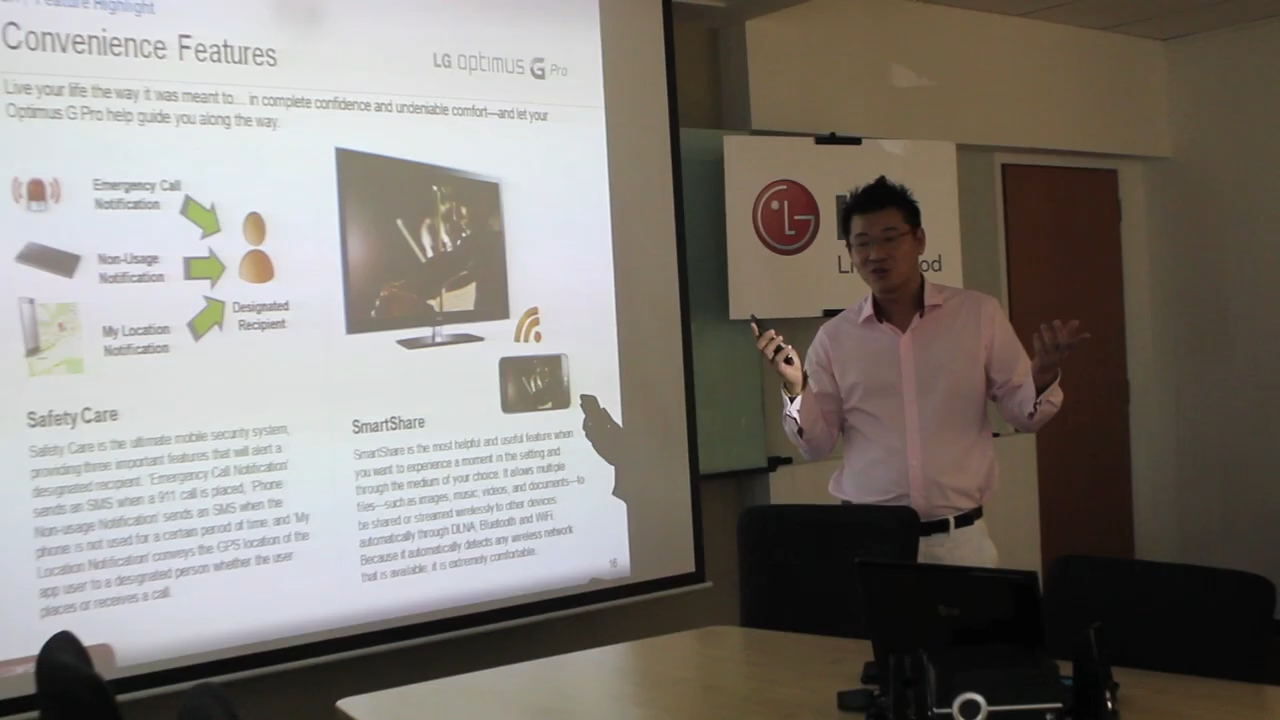 Feature Highlight
Convenience Features
LG optimus G Pro
Live your life the way it was meant to... in complete confidence and undeniable comfort—and let your
Optimus G Pro help guide you along the way.
Emergency Call
Notification
Non-Usage
Notification
My Location
Notification
Designated
Recipient
Safety Care
Safety Care is the ultimate mobile security system,
providing three important features that will alert a
designated recipient. 'Emergency Call Notification'
sends an SMS when a 911 call is placed, 'Phone
Non-usage Notification' sends an SMS when the
phone is not used for a certain period of time, and 'My
Location Notification' conveys the GPS location of the
app user to a designated person whether the user
places or receives a call.
SmartShare
SmartShare is the most helpful and useful feature when
you want to experience a moment in the setting and
through the medium of your choice. It allows multiple
files—such as images, music, videos, and documents—to
be shared or streamed wirelessly to other devices
automatically through DLNA, Bluetooth and WiFi.
Because it automatically detects any wireless network
that is available, it is extremely comfortable.
16
LG